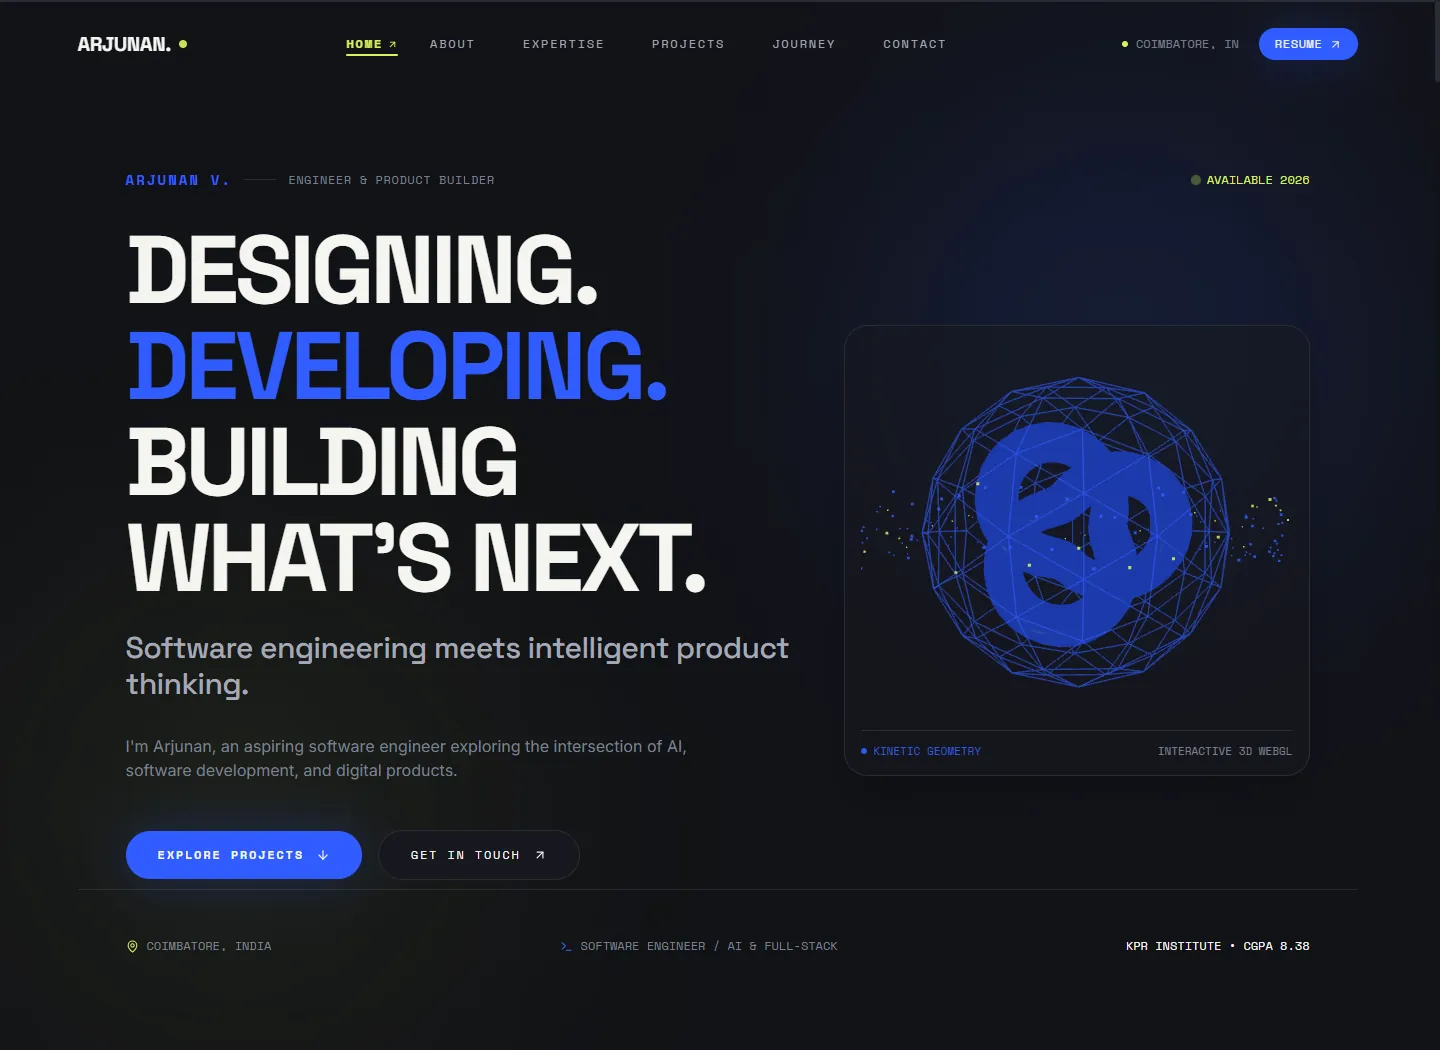 ARJUNAN.
HOME
ABOUT
EXPERTISE
PROJECTS
JOURNEY
CONTACT
COIMBATORE, IN
RESUME
ARJUNAN V.
ENGINEER & PRODUCT BUILDER
AVAILABLE 2026
DESIGNING.
DEVELOPING.
BUILDING
WHAT’S NEXT.
Software engineering meets intelligent product
thinking.
I'm Arjunan, an aspiring software engineer exploring the intersection of AI,
software development, and digital products.
EXPLORE PROJECTS ↓
GET IN TOUCH
KINETIC GEOMETRY
INTERACTIVE 3D WEBGL
COIMBATORE, INDIA
SOFTWARE ENGINEER / AI & FULL-STACK
KPR INSTITUTE • CGPA 8.38